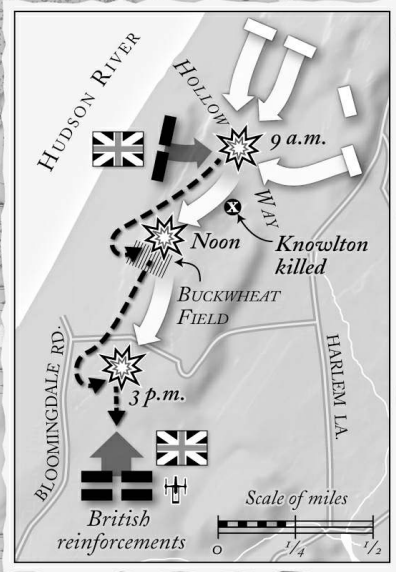 HUDSON RIVER
HOLLOW
WAY
9 a.m.
X
Knowlton
killed
Noon
BUCKWHEAT
FIELD
BLOOMINGDALE RD.
HARLEM LA.
3 p.m.
British
reinforcements
Scale of miles
0 1/4 1/2